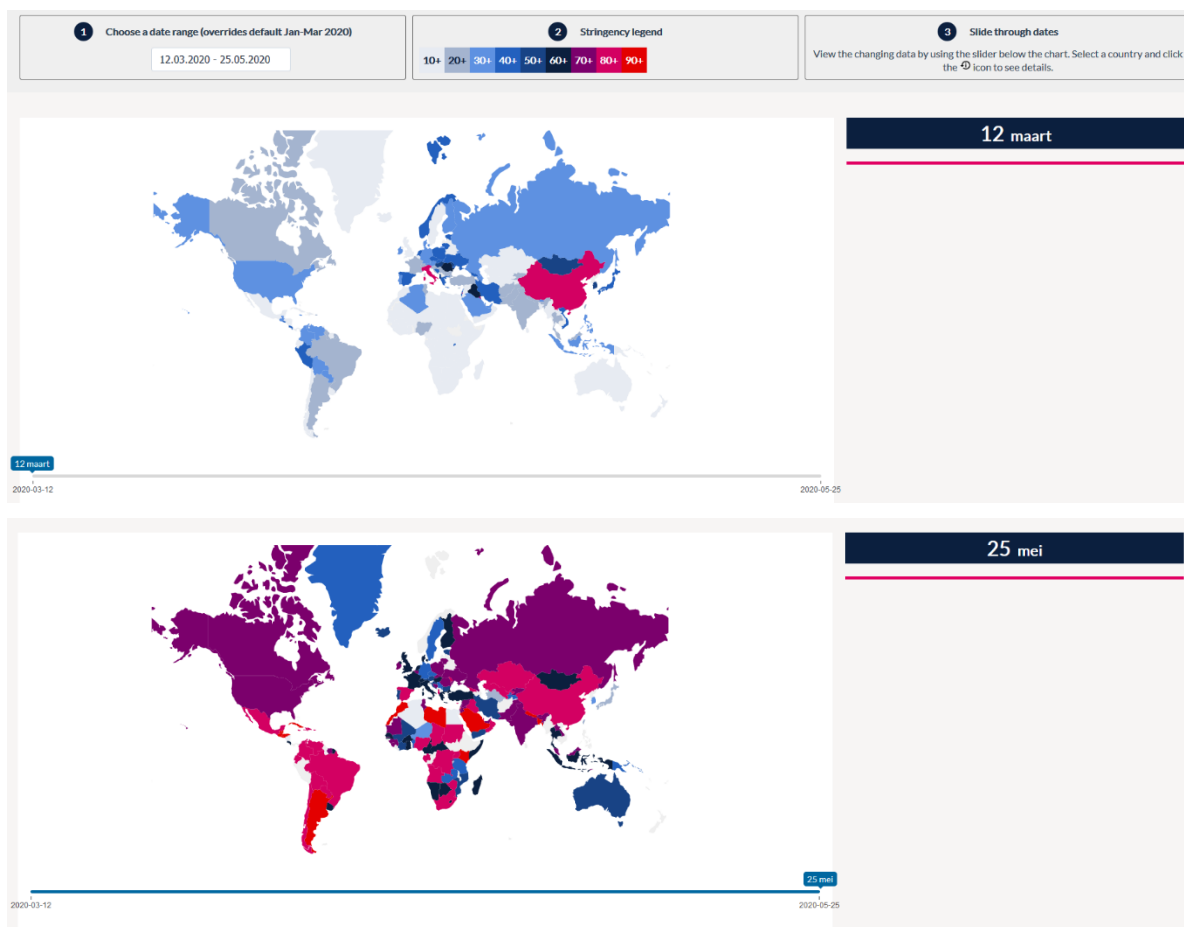 1 Choose a date range (overrides default Jan-Mar 2020)
12.03.2020 - 25.05.2020
2 Stringency legend
10+ 20+ 30+ 40+ 50+ 60+ 70+ 80+ 90+
3 Slide through dates
View the changing data by using the slider below the chart. Select a country and click
the icon to see details.
12 maart
12 maart
2020-03-12 2020-05-25
25 mei
25 mei
2020-03-12 2020-05-25